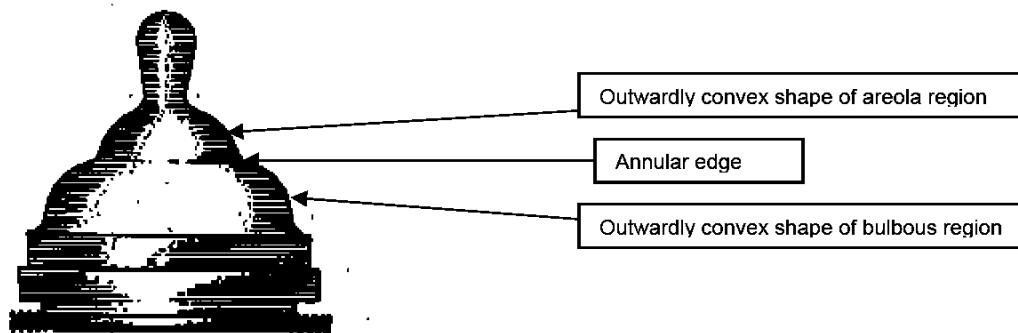 Outwardly convex shape of areola region
Annular edge
Outwardly convex shape of bulbous region